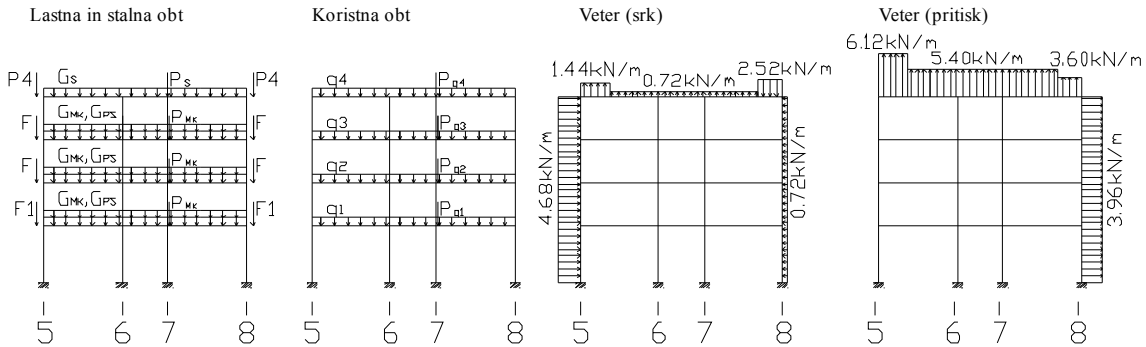 Lastna in stalna obt
Koristna obt
Veter (srk)
Veter (pritisk)
P4 Gs Ps P4
F GMK,GPZ PMK F
F GMK,GPZ PMK F
F1 GMK,GPZ PMK F1
5 6 7 8
q4 Pq4
q3 Pq3
q2 Pq2
q1 Pq1
5 6 7 8
1.44kN/m 0.72kN/m 2.52kN/m
4.68kN/m
0.72kN/m
5 6 7 8
6.12kN/m 5.40kN/m 3.60kN/m
3.96kN/m
5 6 7 8